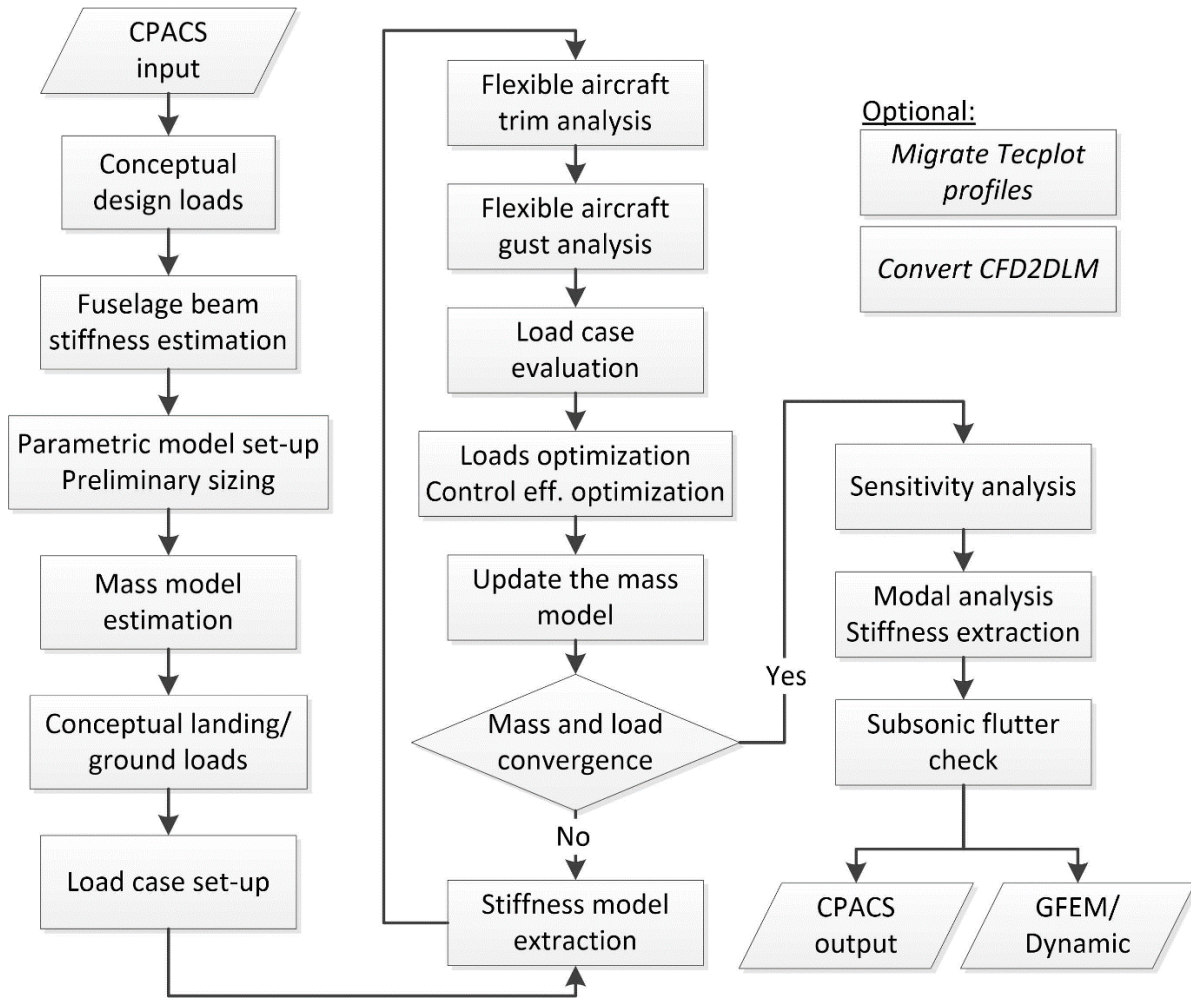 CPACS
input
Conceptual
design loads
Fuselage beam
stiffness estimation
Parametric model set-up
Preliminary sizing
Mass model
estimation
Conceptual landing/
ground loads
Load case set-up
Flexible aircraft
trim analysis
Flexible aircraft
gust analysis
Load case
evaluation
Loads optimization
Control eff. optimization
Update the mass
model
Mass and load
convergence
No
Stiffness model
extraction
Yes
Optional:
Migrate Tecplot
profiles
Convert CFD2DLM
Sensitivity analysis
Modal analysis
Stiffness extraction
Subsonic flutter
check
CPACS
output
GFEM/
Dynamic